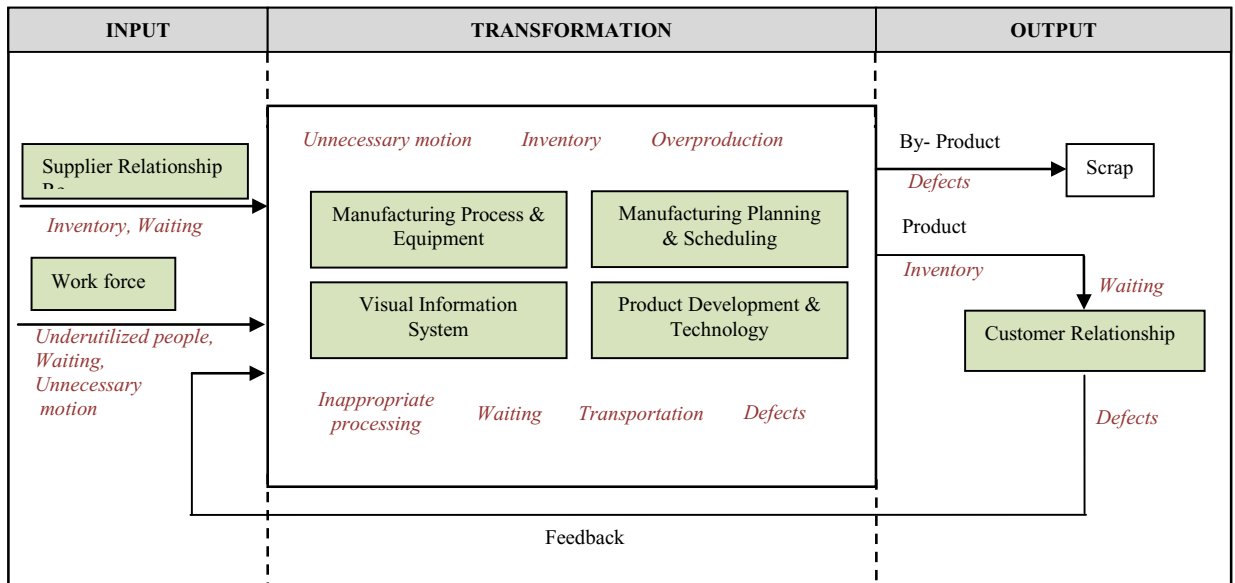 INPUT
TRANSFORMATION
OUTPUT
Supplier Relationship
Inventory, Waiting
Work force
Underutilized people,
Waiting,
Unnecessary
motion
Unnecessary motion
Inventory
Overproduction
Manufacturing Process &
Equipment
Manufacturing Planning
& Scheduling
Visual Information
System
Product Development &
Technology
Inappropriate
processing
Waiting
Transportation
Defects
By- Product
Defects
Scrap
Product
Inventory
Waiting
Customer Relationship
Defects
Feedback